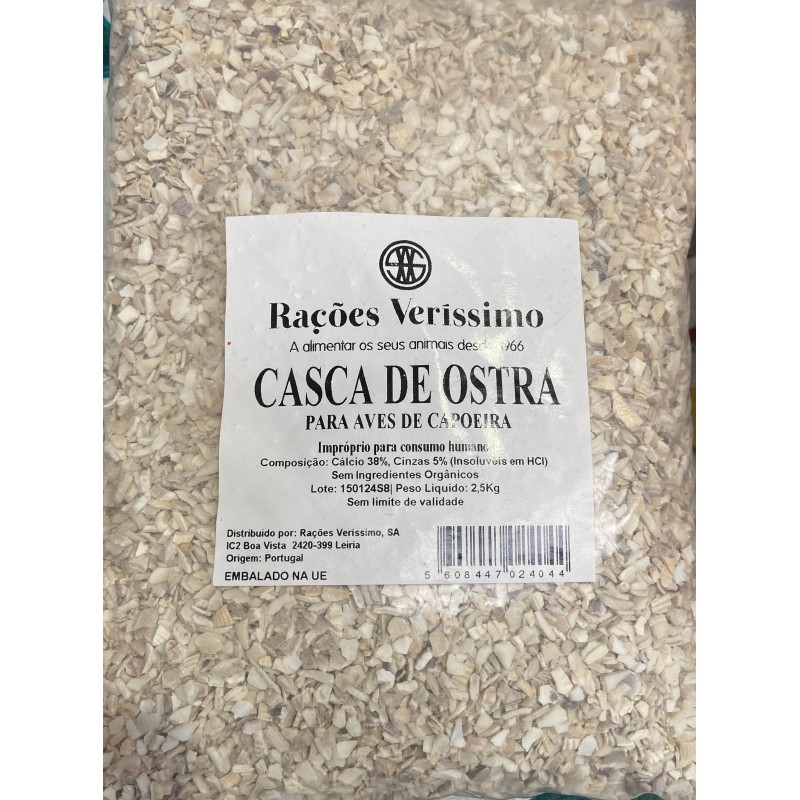 Rações Veríssimo
A alimentar os seus animais desde 1966
CASCA DE OSTRA
PARA AVES DE CAPOEIRA
Impróprio para consumo humano
Composição: Cálcio 38%, Cinzas 5% (Insolúveis em HCl)
Sem Ingredientes Orgânicos
Lote: 150124S8| Peso Liquido: 2,5Kg
Sem limite de validade
Distribuido por: Rações Veríssimo, SA
IC2 Boa Vista 2420-399 Leiria
Origem: Portugal
EMBALADO NA UE
5 608447 024044